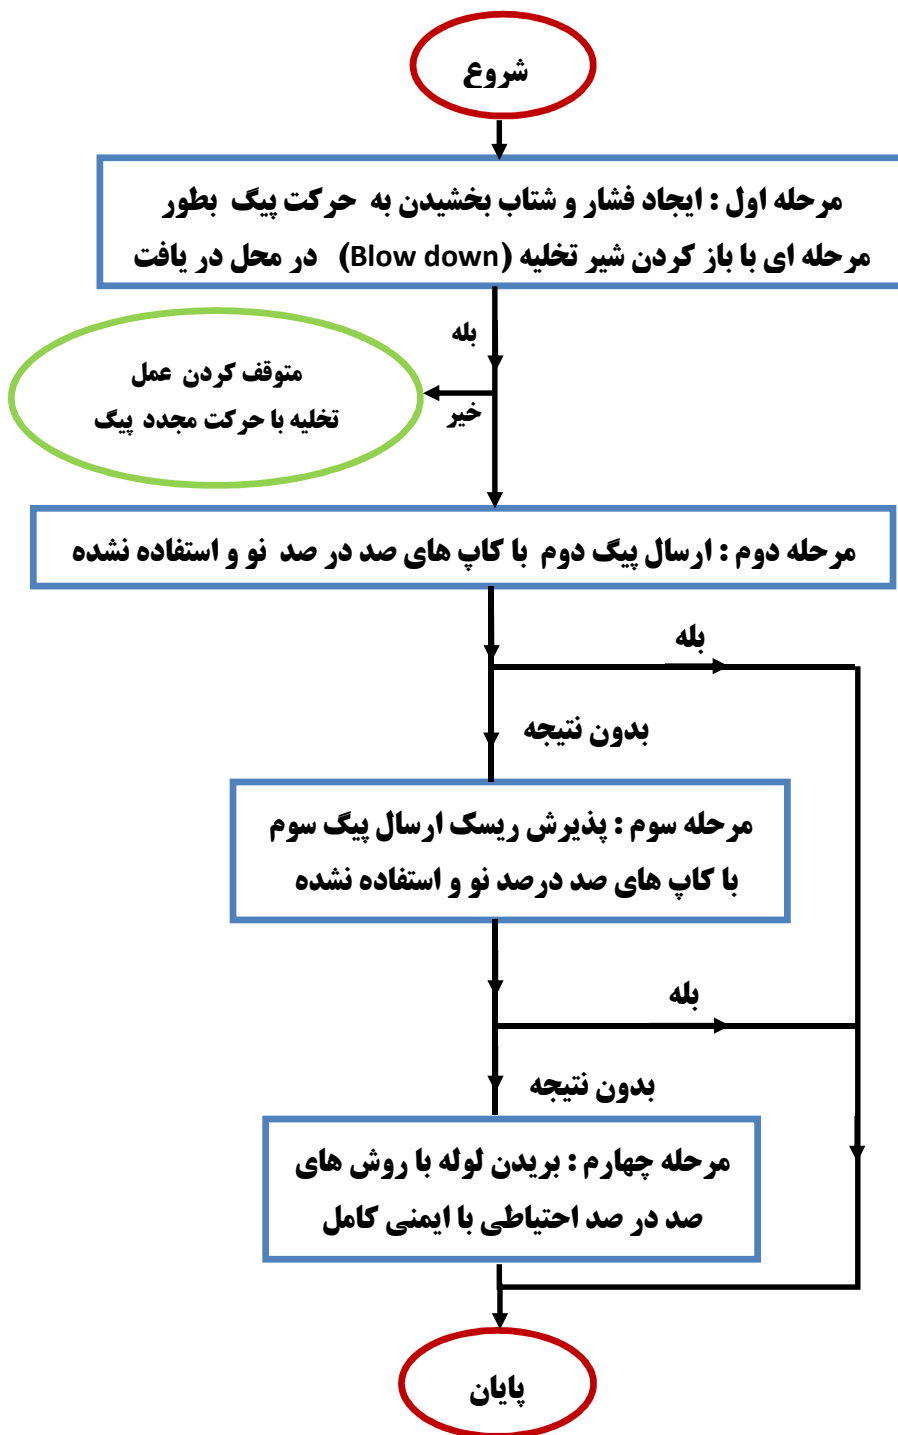 شروع
مرحله اول : ایجاد فشار و شتاب بخشیدن به حرکت پیگ بطور
مرحله ای با باز کردن شیر تخلیه (Blow down) در محل در یافت
بله
متوقف کردن عمل
تخلیه با حرکت مجدد پیگ
خیر
مرحله دوم : ارسال پیگ دوم با کاپ های صد در صد نو و استفاده نشده
بله
بدون نتیجه
مرحله سوم : پذیرش ریسک ارسال پیگ سوم
با کاپ های صد درصد نو و استفاده نشده
بله
بدون نتیجه
مرحله چهارم : بریدن لوله با روش های
صد در صد احتیاطی با ایمنی کامل
پایان